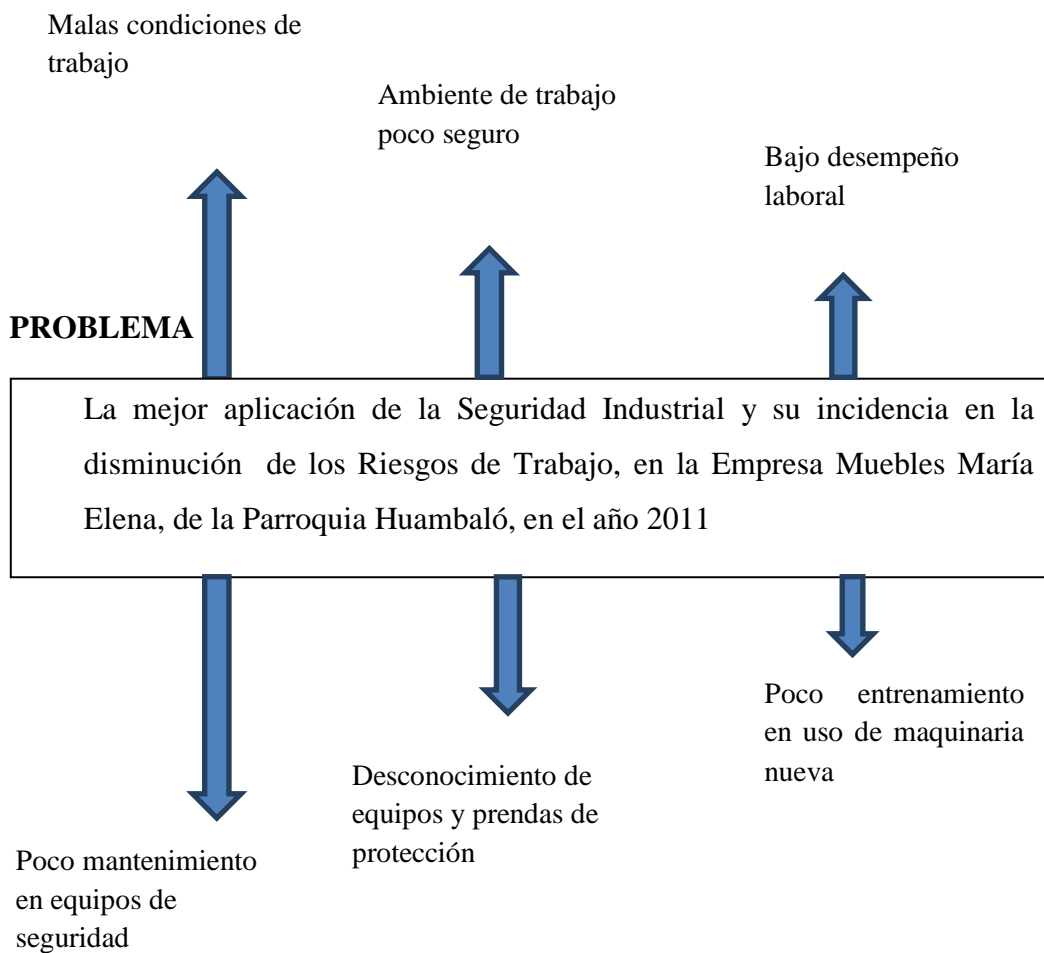 Malas condiciones de
trabajo
Ambiente de trabajo
poco seguro
Bajo desempeño
laboral
PROBLEMA
La mejor aplicación de la Seguridad Industrial y su incidencia en la
disminución de los Riesgos de Trabajo, en la Empresa Muebles María
Elena, de la Parroquia Huambaló, en el año 2011
Poco entrenamiento
en uso de maquinaria
nueva
Desconocimiento de
equipos y prendas de
protección
Poco mantenimiento
en equipos de
seguridad